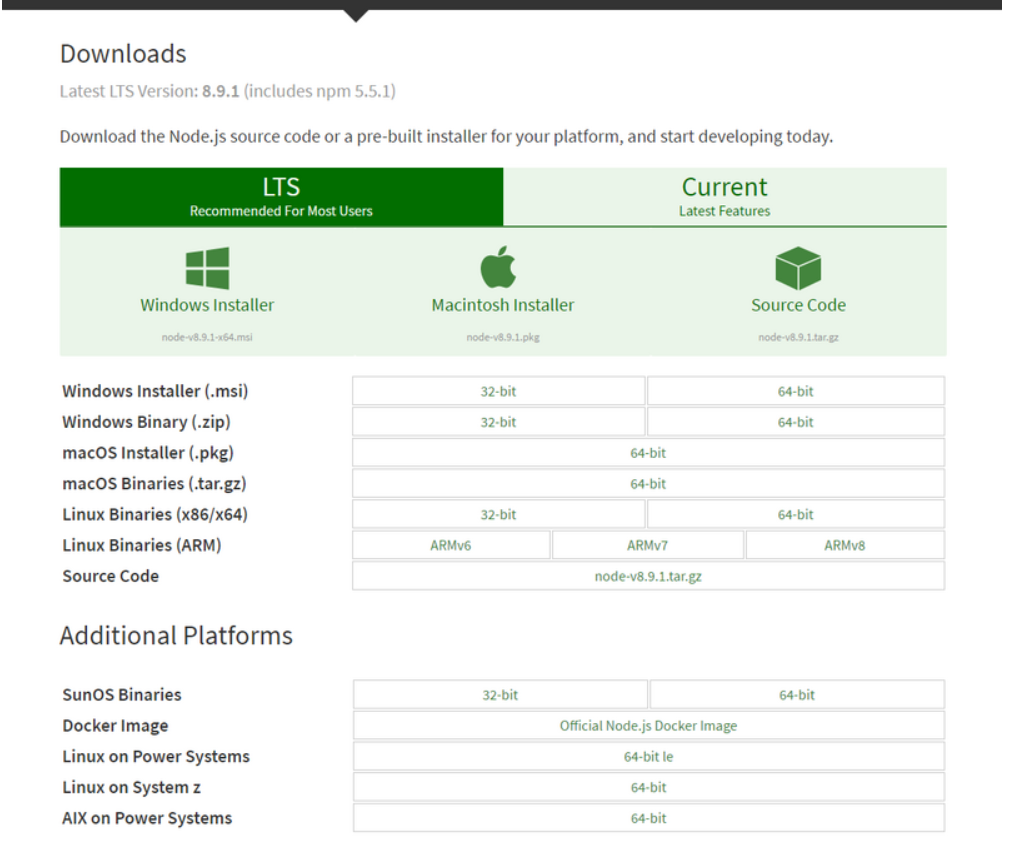 Downloads
Latest LTS Version: 8.9.1 (includes npm 5.5.1)
Download the Node.js source code or a pre-built installer for your platform, and start developing today.
LTS
Recommended For Most Users
Current
Latest Features
Windows Installer
node-v8.9.1-x64.msi
Macintosh Installer
node-v8.9.1.pkg
Source Code
node-v8.9.1.tar.gz
Windows Installer (.msi) 32-bit 64-bit
Windows Binary (.zip) 32-bit 64-bit
macOS Installer (.pkg) 64-bit
macOS Binaries (.tar.gz) 64-bit
Linux Binaries (x86/x64) 32-bit 64-bit
Linux Binaries (ARM) ARMv6 ARMv7 ARMv8
Source Code node-v8.9.1.tar.gz
Additional Platforms
SunOS Binaries 32-bit 64-bit
Docker Image Official Node.js Docker Image
Linux on Power Systems 64-bit le
Linux on System z 64-bit
AIX on Power Systems 64-bit